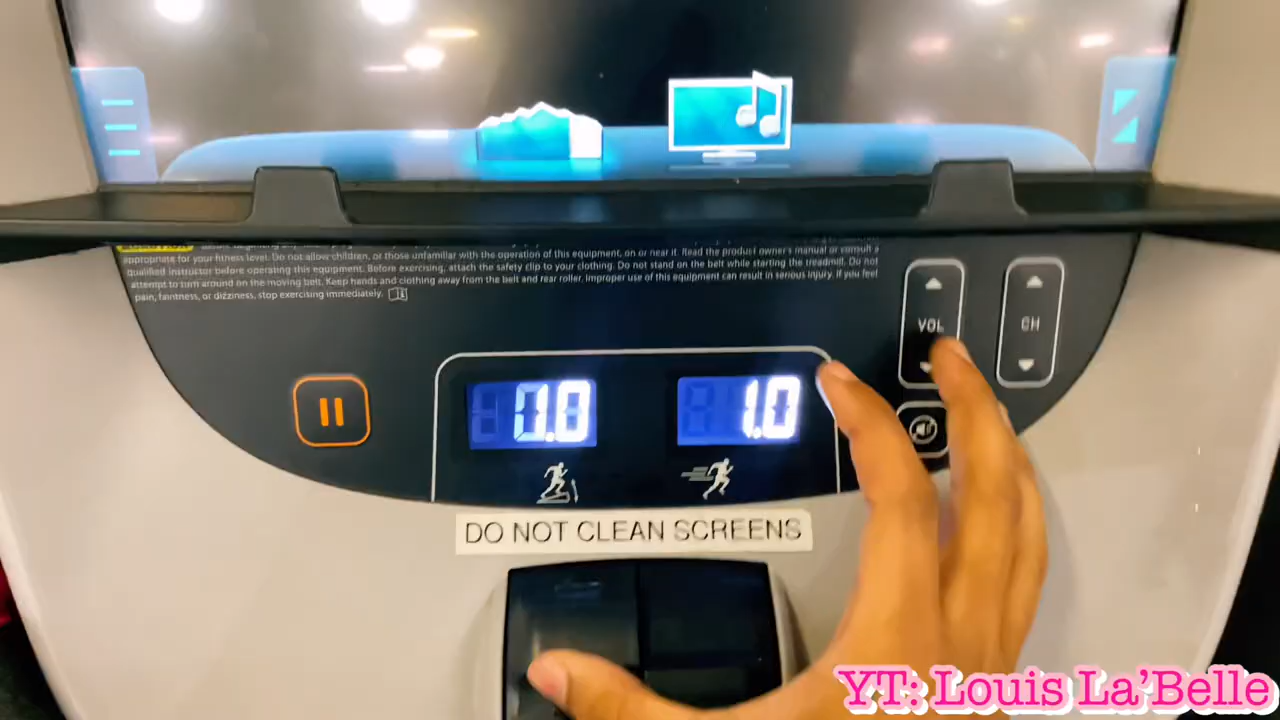 appropriate for your fitness level. Do not allow children, or those unfamiliar with the operation of this equipment, on or near it. Read the product owner's manual or consult a
qualified instructor before operating this equipment. Before exercising, attach the safety clip to your clothing. Do not stand on the belt while starting the treadmill. Do not
attempt to turn around on the moving belt. Keep hands and clothing away from the belt and rear roller. Improper use of this equipment can result in serious injury. If you feel
pain, faintness, or dizziness, stop exercising immediately.
VOL
CH
1.0
1.0
DO NOT CLEAN SCREENS
YT: Louis La'Belle